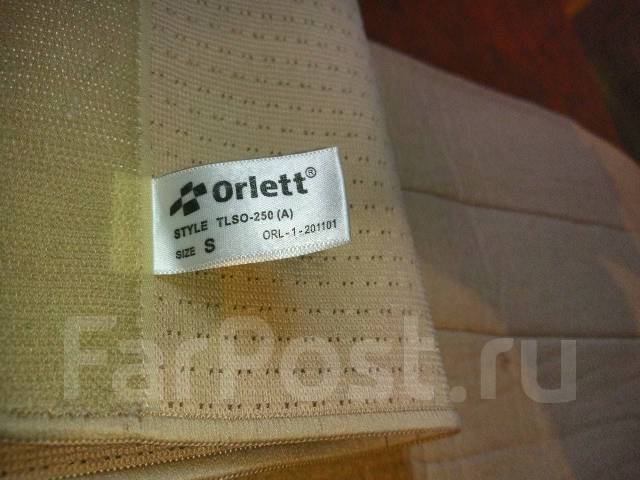 Orlett®
STYLE TLSO-250 (A)
SIZE S ORL-1-201101
FarPost.ru